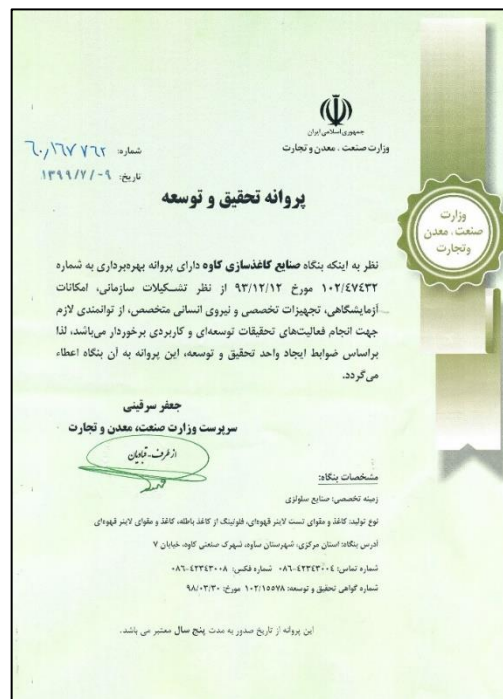 جمهوری اسلامی ایران
وزارت صنعت، معدن و تجارت
شماره: ۶۰/۱۶۷۷۶۲
تاریخ: ۱۳۹۹/۷/۰۹
پروانه تحقیق و توسعه
وزارت
صنعت، معدن
وتجارت
نظر به اینکه بنگاه صنایع کاغذسازی کاوه دارای پروانه بهره‌برداری به شماره
۱۰۲/۴۷۴۳۲ مورخ ۹۳/۱۲/۱۲ از نظر تشکیلات سازمانی، امکانات
آزمایشگاهی، تجهیزات تخصصی و نیروی انسانی متخصص، از توانمندی لازم
جهت انجام فعالیت‌های تحقیقات توسعه‌ای و کاربردی برخوردار می‌باشد، لذا
براساس ضوابط ایجاد واحد تحقیق و توسعه، این پروانه به آن بنگاه اعطاء
می‌گردد.
جعفر سرقینی
سرپرست وزارت صنعت، معدن و تجارت
از طرف - قبادیان
مشخصات بنگاه:
زمینه تخصصی: صنایع سلولزی
نوع تولید: کاغذ و مقوای تست لاینر قهوه‌ای، فلوتینگ از کاغذ باطله، کاغذ و مقوای لاینر قهوه‌ای
آدرس بنگاه: استان مرکزی، شهرستان ساوه، شهرک صنعتی کاوه، خیابان ۷
شماره تماس: ۴۲۳۴۳۰۰۴-۰۸۶ شماره فکس: ۴۲۳۴۳۰۰۸-۰۸۶
شماره گواهی تحقیق و توسعه: ۱۰۲/۱۵۵۷۸ مورخ: ۹۸/۰۳/۳۰
این پروانه از تاریخ صدور به مدت پنج سال معتبر می باشد.